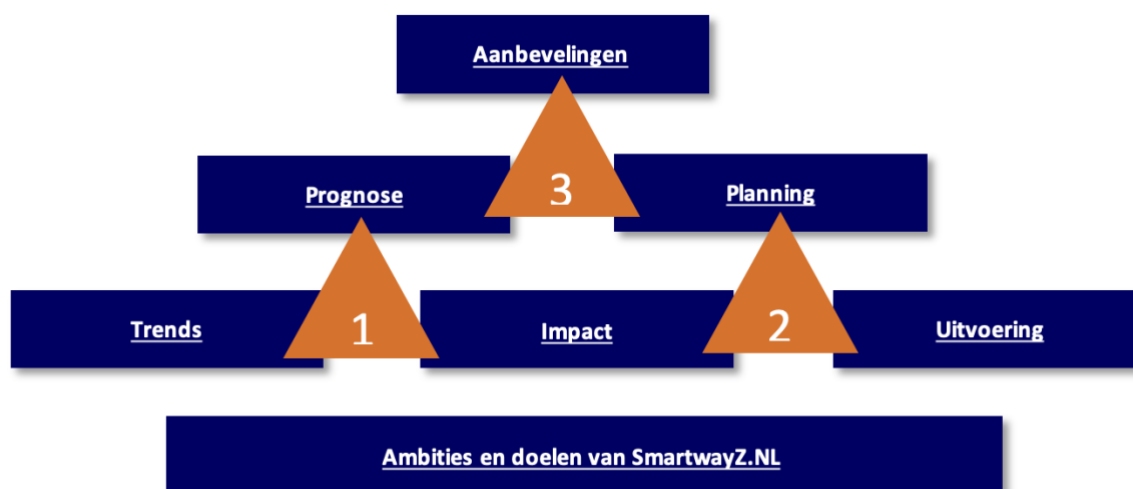 Aanbevelingen
Prognose
3
Planning
Trends
1
Impact
2
Uitvoering
Ambities en doelen van SmartwayZ.NL